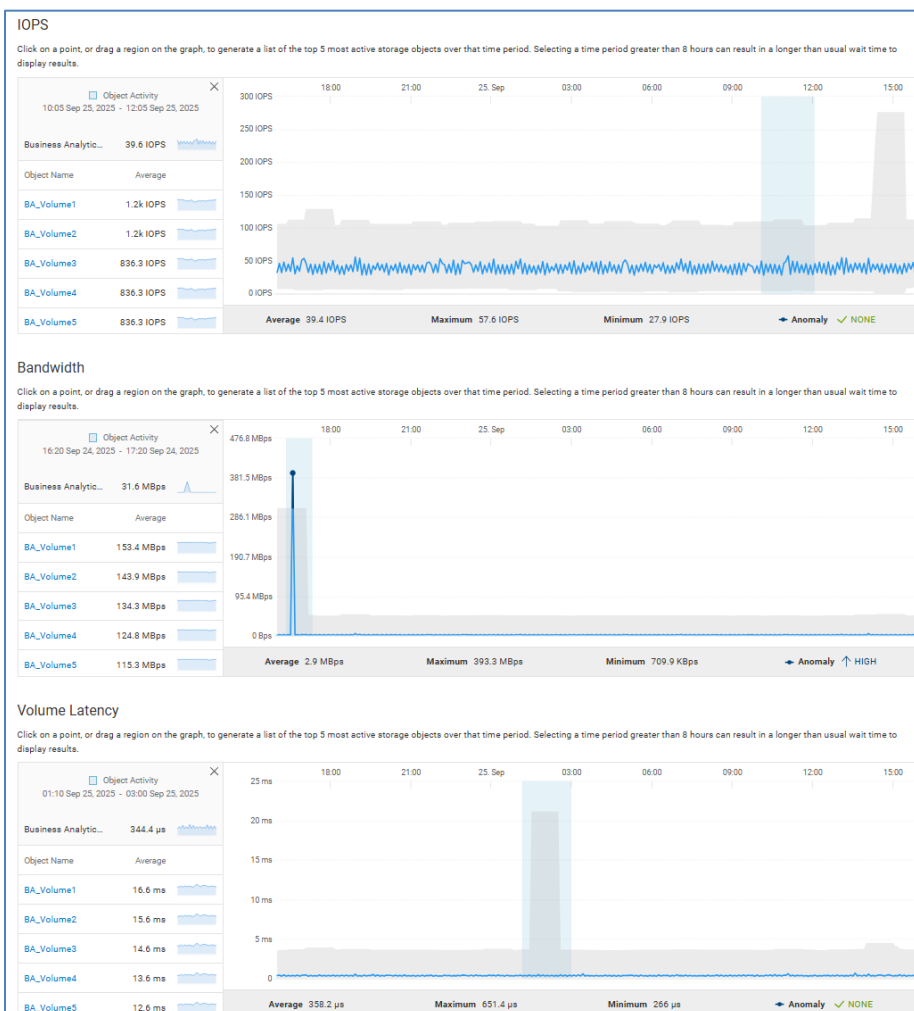 IOPS
Click on a point, or drag a region on the graph, to generate a list of the top 5 most active storage objects over that time period. Selecting a time period greater than 8 hours can result in a longer than usual wait time to
display results.
Object Activity
10:05 Sep 25, 2025 - 12:05 Sep 25, 2025
Business Analytic... 39.6 IOPS
Object Name Average
BA_Volume1 1.2k IOPS
BA_Volume2 1.2k IOPS
BA_Volume3 836.3 IOPS
BA_Volume4 836.3 IOPS
BA_Volume5 836.3 IOPS
18:00 21:00 25. Sep 03:00 06:00 09:00 12:00 15:00
300 IOPS
250 IOPS
200 IOPS
150 IOPS
100 IOPS
50 IOPS
0 IOPS
Average 39.4 IOPS Maximum 57.6 IOPS Minimum 27.9 IOPS Anomaly NONE
Bandwidth
Click on a point, or drag a region on the graph, to generate a list of the top 5 most active storage objects over that time period. Selecting a time period greater than 8 hours can result in a longer than usual wait time to
display results.
Object Activity
16:20 Sep 24, 2025 - 17:20 Sep 24, 2025
Business Analytic... 31.6 MBps
Object Name Average
BA_Volume1 153.4 MBps
BA_Volume2 143.9 MBps
BA_Volume3 134.3 MBps
BA_Volume4 124.8 MBps
BA_Volume5 115.3 MBps
18:00 21:00 25. Sep 03:00 06:00 09:00 12:00 15:00
476.8 MBps
381.5 MBps
286.1 MBps
190.7 MBps
95.4 MBps
0 Bps
Average 2.9 MBps Maximum 393.3 MBps Minimum 709.9 KBps Anomaly HIGH
Volume Latency
Click on a point, or drag a region on the graph, to generate a list of the top 5 most active storage objects over that time period. Selecting a time period greater than 8 hours can result in a longer than usual wait time to
display results.
Object Activity
01:10 Sep 25, 2025 - 03:00 Sep 25, 2025
Business Analytic... 344.4 µs
Object Name Average
BA_Volume1 16.6 ms
BA_Volume2 15.6 ms
BA_Volume3 14.6 ms
BA_Volume4 13.6 ms
BA_Volume5 12.6 ms
18:00 21:00 25. Sep 03:00 06:00 09:00 12:00 15:00
25 ms
20 ms
15 ms
10 ms
5 ms
0
Average 358.2 µs Maximum 651.4 µs Minimum 266 µs Anomaly NONE